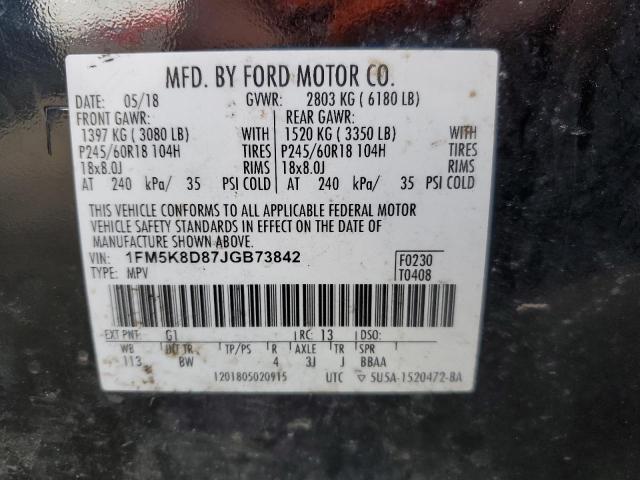 MFD. BY FORD MOTOR CO.
DATE: 05/18 GVWR: 2803 KG ( 6180 LB)
FRONT GAWR: REAR GAWR:
1397 KG ( 3080 LB) WITH 1520 KG ( 3350 LB) WITH
P245/60R18 104H TIRES P245/60R18 104H TIRES
18x8.0J RIMS 18x8.0J RIMS
AT 240 kPa/ 35 PSI COLD AT 240 kPa/ 35 PSI COLD
THIS VEHICLE CONFORMS TO ALL APPLICABLE FEDERAL MOTOR
VEHICLE SAFETY STANDARDS IN EFFECT ON THE DATE OF
MANUFACTURE SHOWN ABOVE.
VIN: 1FM5K8D87JGB73842 F0230
TYPE: MPV T0408
EXT PNT: G1 RC: 13 DSO:
WB INT TR TP/PS R AXLE TR SPR
113 BW 4 3J J BBAA
1201805020915 UTC ▽ 5U5A-1520472-BA